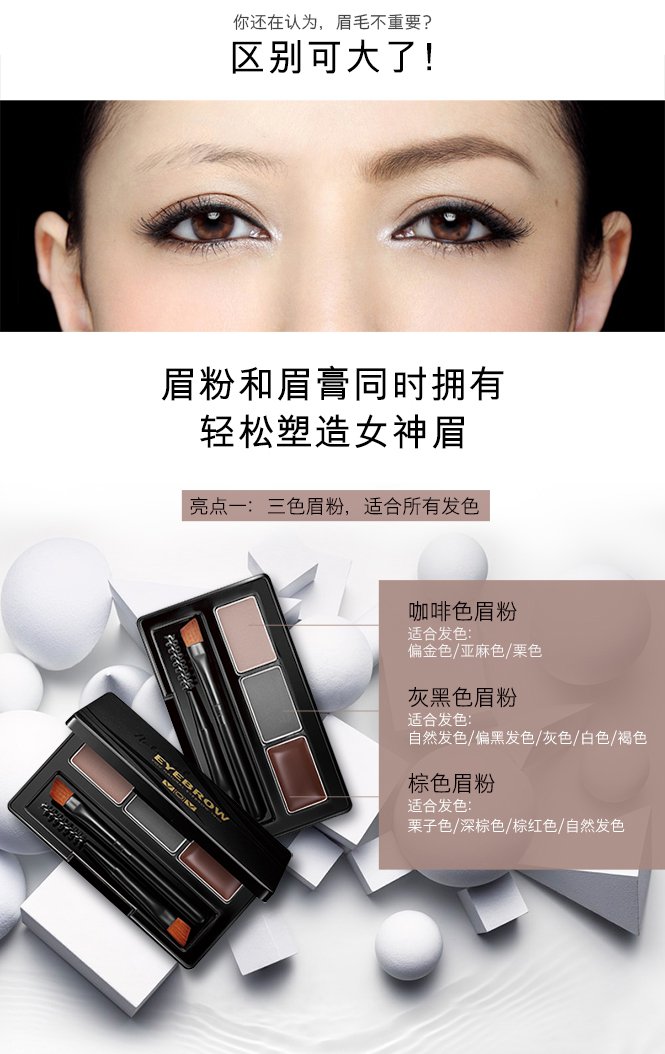 你还在认为，眉毛不重要?
区别可大了!
眉粉和眉膏同时拥有
轻松塑造女神眉
亮点一：三色眉粉，适合所有发色
咖啡色眉粉
适合发色:
偏金色/亚麻色/栗色
灰黑色眉粉
适合发色:
自然发色/偏黑发色/灰色/白色/褐色
棕色眉粉
适合发色:
栗子色/深棕色/棕红色/自然发色
EYEBROW